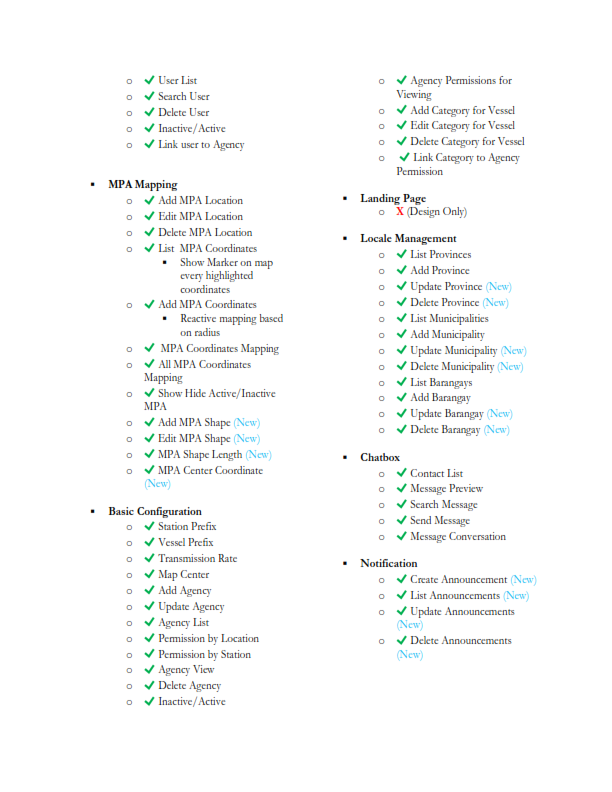 o ✔ User List
o ✔ Search User
o ✔ Delete User
o ✔ Inactive/Active
o ✔ Link user to Agency
▪ MPA Mapping
o ✔ Add MPA Location
o ✔ Edit MPA Location
o ✔ Delete MPA Location
o ✔ List MPA Coordinates
▪ Show Marker on map
every highlighted
coordinates
o ✔ Add MPA Coordinates
▪ Reactive mapping based
on radius
o ✔ MPA Coordinates Mapping
o ✔ All MPA Coordinates
Mapping
o ✔ Show Hide Active/Inactive
MPA
o ✔ Add MPA Shape (New)
o ✔ Edit MPA Shape (New)
o ✔ MPA Shape Length (New)
o ✔ MPA Center Coordinate
(New)
▪ Basic Configuration
o ✔ Station Prefix
o ✔ Vessel Prefix
o ✔ Transmission Rate
o ✔ Map Center
o ✔ Add Agency
o ✔ Update Agency
o ✔ Agency List
o ✔ Permission by Location
o ✔ Permission by Station
o ✔ Agency View
o ✔ Delete Agency
o ✔ Inactive/Active
o ✔ Agency Permissions for
Viewing
o ✔ Add Category for Vessel
o ✔ Edit Category for Vessel
o ✔ Delete Category for Vessel
o ✔ Link Category to Agency
Permission
▪ Landing Page
o X (Design Only)
▪ Locale Management
o ✔ List Provinces
o ✔ Add Province
o ✔ Update Province (New)
o ✔ Delete Province (New)
o ✔ List Municipalities
o ✔ Add Municipality
o ✔ Update Municipality (New)
o ✔ Delete Municipality (New)
o ✔ List Barangays
o ✔ Add Barangay
o ✔ Update Barangay (New)
o ✔ Delete Barangay (New)
▪ Chatbox
o ✔ Contact List
o ✔ Message Preview
o ✔ Search Message
o ✔ Send Message
o ✔ Message Conversation
▪ Notification
o ✔ Create Announcement (New)
o ✔ List Announcements (New)
o ✔ Update Announcements
(New)
o ✔ Delete Announcements
(New)